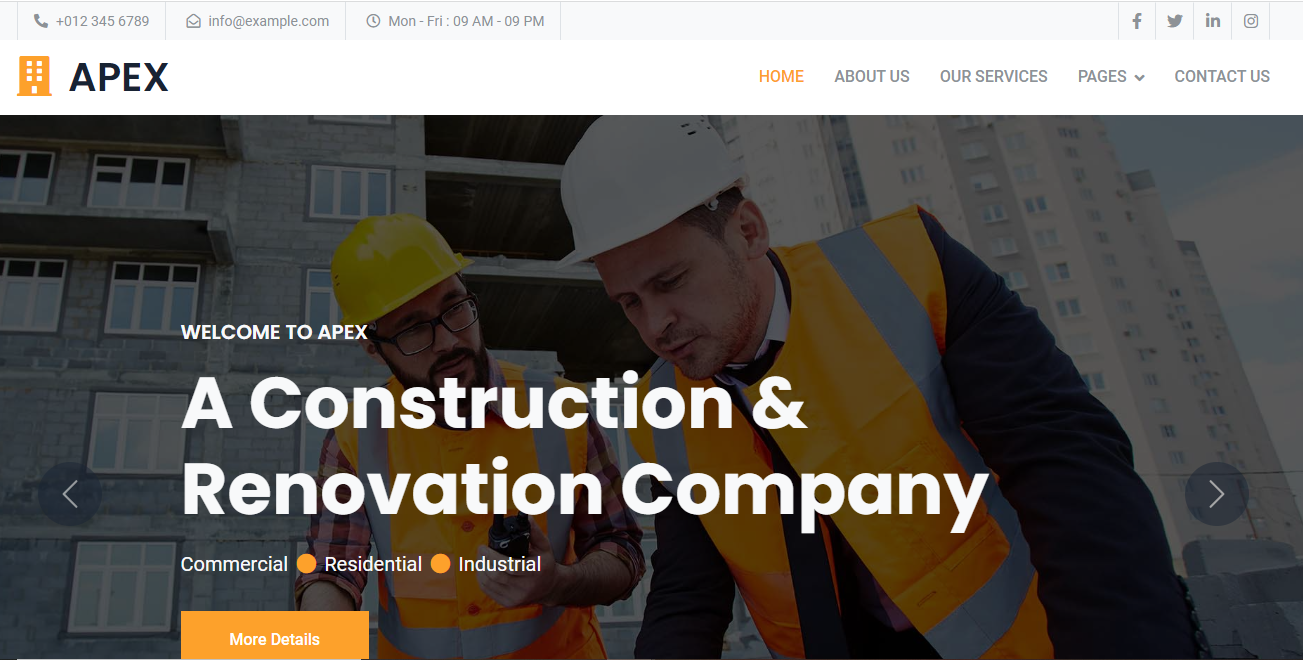 +012 345 6789
info@example.com
Mon - Fri : 09 AM - 09 PM
APEX
HOME
ABOUT US
OUR SERVICES
PAGES
CONTACT US
WELCOME TO APEX
A Construction &
Renovation Company
Commercial Residential Industrial
More Details